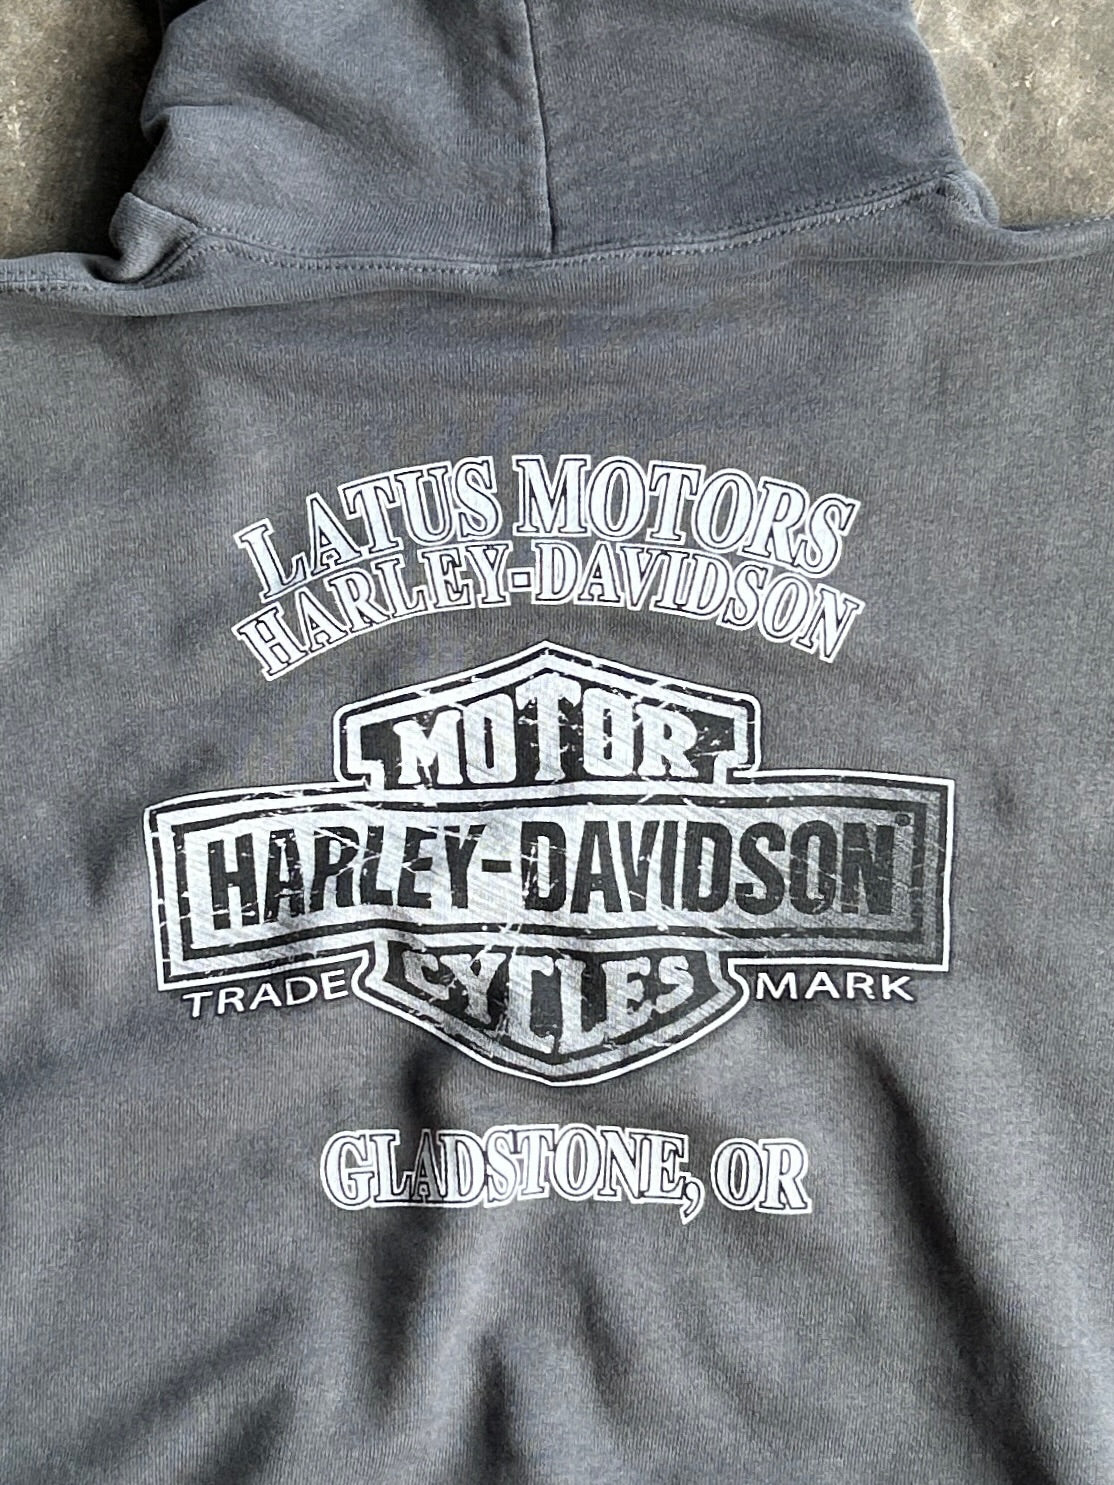 LATUS MOTORS
HARLEY-DAVIDSON
MOTOR
HARLEY-DAVIDSON®
CYCLES
TRADE MARK
GLADSTONE, OR